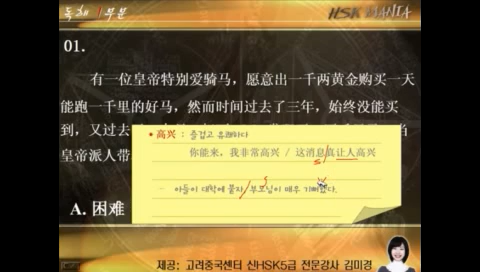 독해 1부분
HSK MANIA
01.
有一位皇帝特别爱骑马，愿意出一千两黄金购买一天
能跑一千里的好马，然而时间过去了三年，始终没能买
到，又过去
当
皇帝派人带
• 高兴 : 즐겁고 유쾌하다
你能来，我非常高兴 / 这消息真让人高兴
아들이 대학에 붙자 부모님이 매우 기뻐했다.
A. 困难
제공: 고려중국센터 신HSK5급 전문강사 김미경